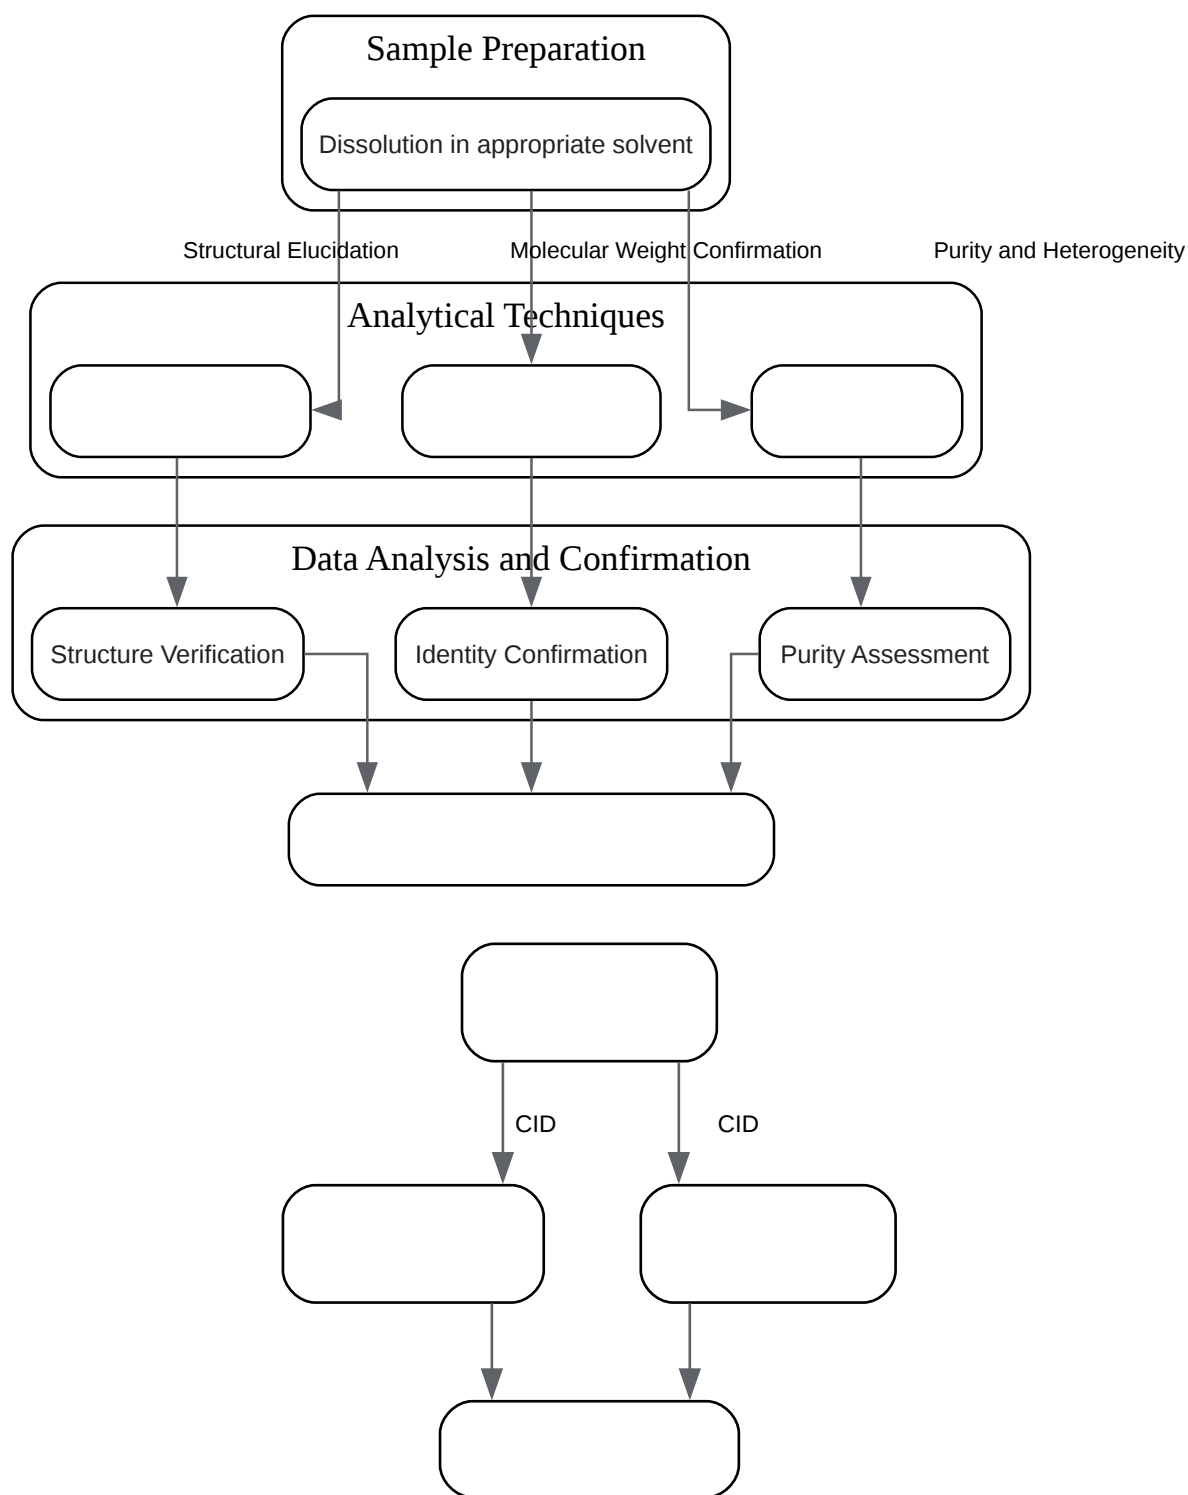 Sample Preparation
Dissolution in appropriate solvent
Structural Elucidation
Molecular Weight Confirmation
Purity and Heterogeneity
Analytical Techniques
Data Analysis and Confirmation
Structure Verification
Identity Confirmation
Purity Assessment
CID
CID